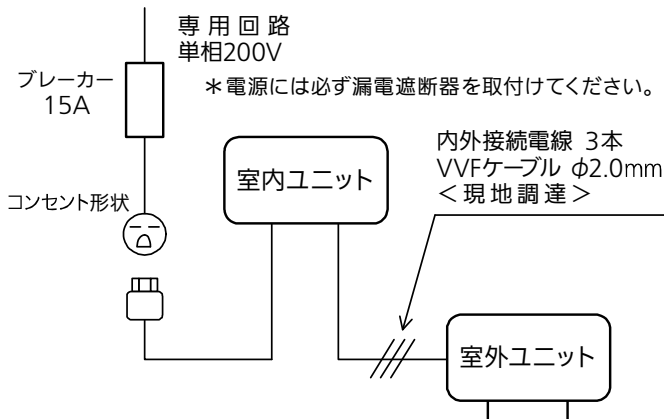 専用回路
単相200V
ブレーカー
15A
＊電源には必ず漏電遮断器を取付けてください。
内外接続電線 3本
VVFケーブル φ2.0mm
＜現地調達＞
室内ユニット
コンセント形状
室外ユニット